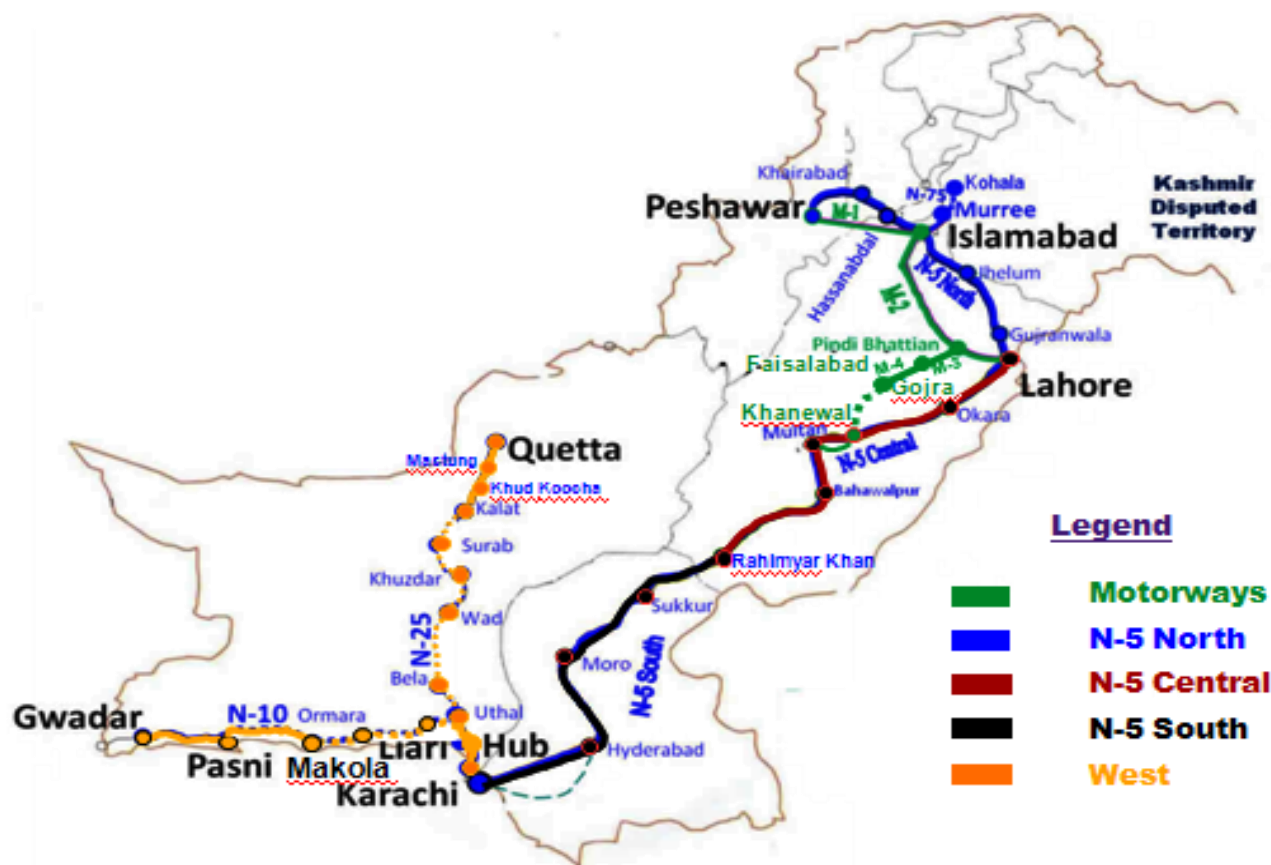 Khairabad
Kohala
N-75
Peshawar
M-1
Murree
Kashmir
Disputed
Territory
Islamabad
Hassanabdal
N-5 North
Jhelum
M-2
Pindi Bhattian
Gujranwala
Faisalabad
M-4
M-3
Gojra
Lahore
Khanewal
Okara
Multan
N-5 Central
Quetta
Mastung
Khud Koocha
Bahawalpur
Kalat
Legend
Surab
Rahimyar Khan
Khuzdar
Motorways
Sukkur
Wad
N-5 North
N-25
Moro
N-5 South
N-5 Central
Bela
Gwadar
N-10
Ormara
Uthal
N-5 South
Liari
Hub
Hyderabad
Pasni
Makola
West
Karachi